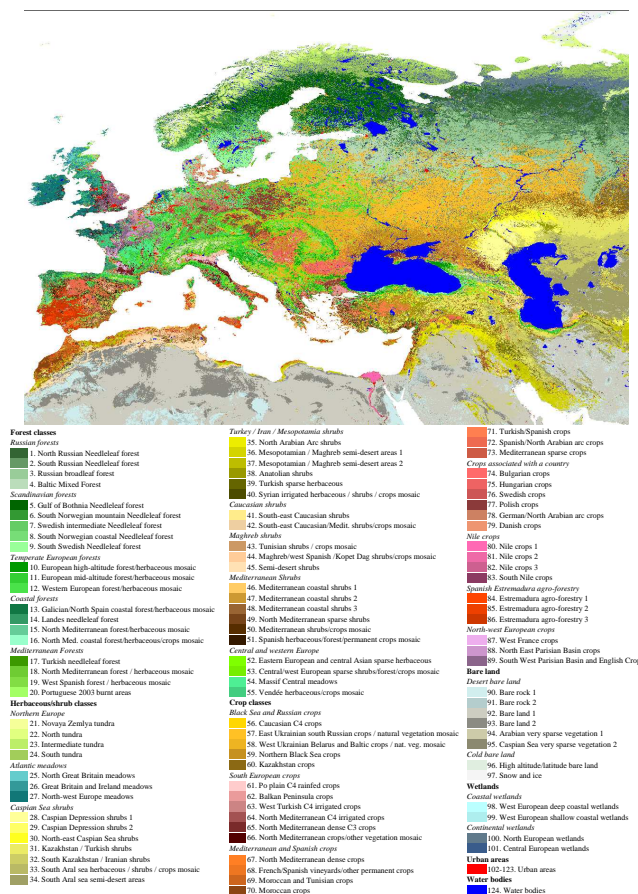 Forest classes
Russian forests
1. North Russian Needleleaf forest
2. South Russian Needleleaf forest
3. Russian broadleaf forest
4. Baltic Mixed Forest
Scandinavian forests
5. Gulf of Bothnia Needleleaf forest
6. South Norwegian mountain Needleleaf forest
7. Swedish intermediate Needleleaf forest
8. South Norwegian coastal Needleleaf forest
9. South Swedish Needleleaf forest
Temperate European forests
10. European high-altitude forest/herbaceous mosaic
11. European mid-altitude forest/herbaceous mosaic
12. Western European forest/herbaceous mosaic
Coastal forests
13. Galician/North Spain coastal forest/herbaceous mosaic
14. Landes needleleaf forest
15. North Mediterranean forest/herbaceous mosaic
16. North Med. coastal forest/herbaceous/crops mosaic
Mediterranean Forests
17. Turkish needleleaf forest
18. North Mediterranean forest / herbaceous mosaic
19. West Spanish forest / herbaceous mosaic
20. Portuguese 2003 burnt areas
Herbaceous/shrub classes
Northern Europe
21. Novaya Zemlya tundra
22. North tundra
23. Intermediate tundra
24. South tundra
Atlantic meadows
25. North Great Britain meadows
26. Great Britain and Ireland meadows
27. North-west Europe meadows
Caspian Sea shrubs
28. Caspian Depression shrubs 1
29. Caspian Depression shrubs 2
30. North-east Caspian Sea shrubs
31. Kazakhstan / Turkish shrubs
32. South Kazakhstan / Iranian shrubs
33. South Aral sea herbaceous / shrubs / crops mosaic
34. South Aral sea semi-desert shrubs
Turkey / Iran / Mesopotamia shrubs
35. North Arabian Arc shrubs
36. Mesopotamian / Maghreb semi-desert areas 1
37. Mesopotamian / Maghreb semi-desert areas 2
38. Anatolian shrubs
39. Turkish sparse herbaceous
40. Syrian irrigated herbaceous / shrubs / crops mosaic
Caucasian shrubs
41. South-east Caucasian shrubs
42. South-east Caucasian/Medit. shrubs/crops mosaic
Maghreb shrubs
43. Tunisian shrubs / crops mosaic
44. Maghreb/west Spanish /Kopet Dag shrubs/crops mosaic
45. Semi-desert shrubs
Mediterranean Shrubs
46. Mediterranean coastal shrubs 1
47. Mediterranean coastal shrubs 2
48. Mediterranean coastal shrubs 3
49. North Mediterranean sparse shrubs
50. Mediterranean shrubs/crops mosaic
51. Spanish herbaceous/forest/permanent crops mosaic
Central and western Europe
52. Eastern European and central Asian sparse herbaceous
53. Central/west European sparse shrubs/forest/crops mosaic
54. Massif Central meadows
55. Vendée herbaceous/crops mosaic
Crop classes
Black Sea and Russian crops
56. Caucasian C4 crops
57. East Ukrainian south Russian crops / natural vegetation mosaic
58. West Ukrainian Belarus and Baltic crops / nat. veg. mosaic
59. Northern Black Sea crops
60. Kazakhstan crops
South European crops
61. Po plain C4 rainfed crops
62. Balkan Peninsula crops
63. West Turkish C4 irrigated crops
64. North Mediterranean C4 irrigated crops
65. North Mediterranean dense C3 crops
66. North Mediterranean crops/other vegetation mosaic
Mediterranean and Spanish crops
67. North Mediterranean dense crops
68. French/Spanish vineyards/other permanent crops
69. Moroccan and Tunisian crops
70. Moroccan crops
71. Turkish/Spanish crops
72. Spanish/North Arabian arc crops
73. Mediterranean sparse crops
Crops associated with a country
74. Bulgarian crops
75. Hungarian crops
76. Swedish crops
77. Polish crops
78. German/North Arabian arc crops
79. Danish crops
Nile crops
80. Nile crops 1
81. Nile crops 2
82. Nile crops 3
83. South Nile crops
Spanish Estremadura agro-forestry
84. Estremadura agro-forestry 1
85. Estremadura agro-forestry 2
86. Estremadura agro-forestry 3
North-west European crops
87. West France crops
88. North East Parisian Basin crops
89. South West Parisian Basin and English Cro
Bare land
Desert bare land
90. Bare rock 1
91. Bare rock 2
92. Bare land 1
93. Bare land 2
94. Arabian very sparse vegetation 1
95. Caspian Sea very sparse vegetation 2
Cold bare land
96. High altitude/latitude bare land
97. Snow and ice
Wetlands
Coastal wetlands
98. West European deep coastal wetlands
99. West European shallow coastal wetlands
Continental wetlands
100. North European wetlands
101. Central European wetlands
Urban areas
102-123. Urban areas
Water bodies
124. Water bodies